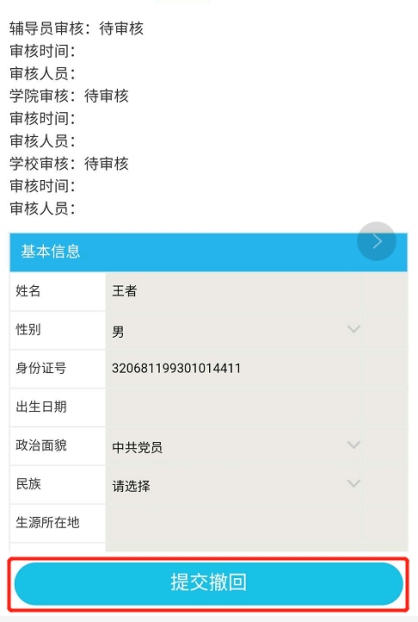 辅导员审核：待审核
审核时间：
审核人员：
学院审核：待审核
审核时间：
审核人员：
学校审核：待审核
审核时间：
审核人员：
基本信息
姓名 王者
性别 男
身份证号 320681199301014411
出生日期
政治面貌 中共党员
民族 请选择
生源所在地
提交撤回